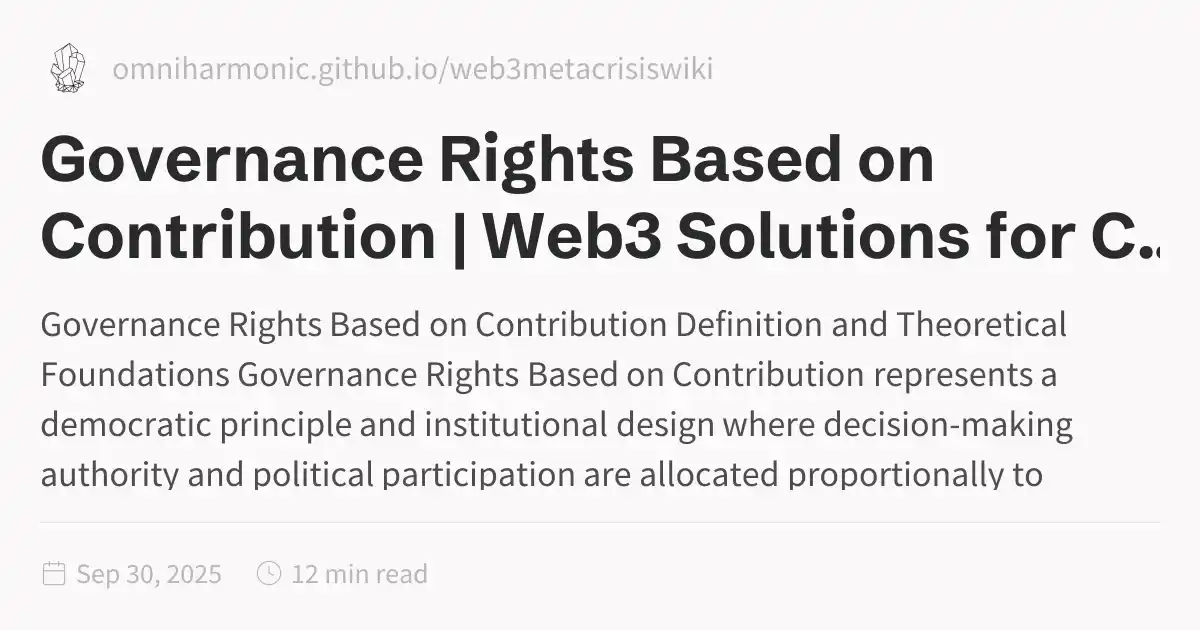 omniharmonic.github.io/web3metacrisiswiki
Governance Rights Based on
Contribution | Web3 Solutions for C..
Governance Rights Based on Contribution Definition and Theoretical
Foundations Governance Rights Based on Contribution represents a
democratic principle and institutional design where decision-making
authority and political participation are allocated proportionally to
Sep 30, 2025
12 min read